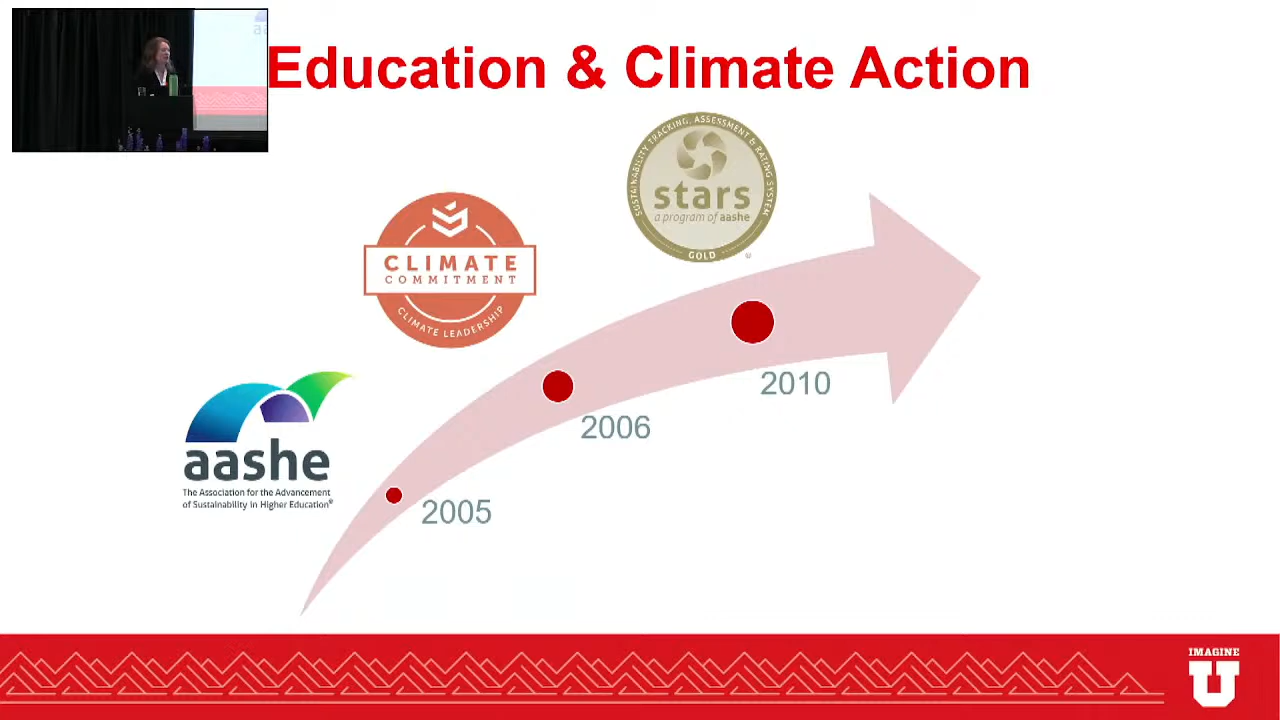 Education & Climate Action
SUSTAINABILITY TRACKING, ASSESSMENT & RATING SYSTEM
stars
a program of aashe
GOLD
®
CLIMATE
COMMITMENT
CLIMATE LEADERSHIP
2010
2006
aashe
The Association for the Advancement
of Sustainability in Higher Education®
2005
IMAGINE
U